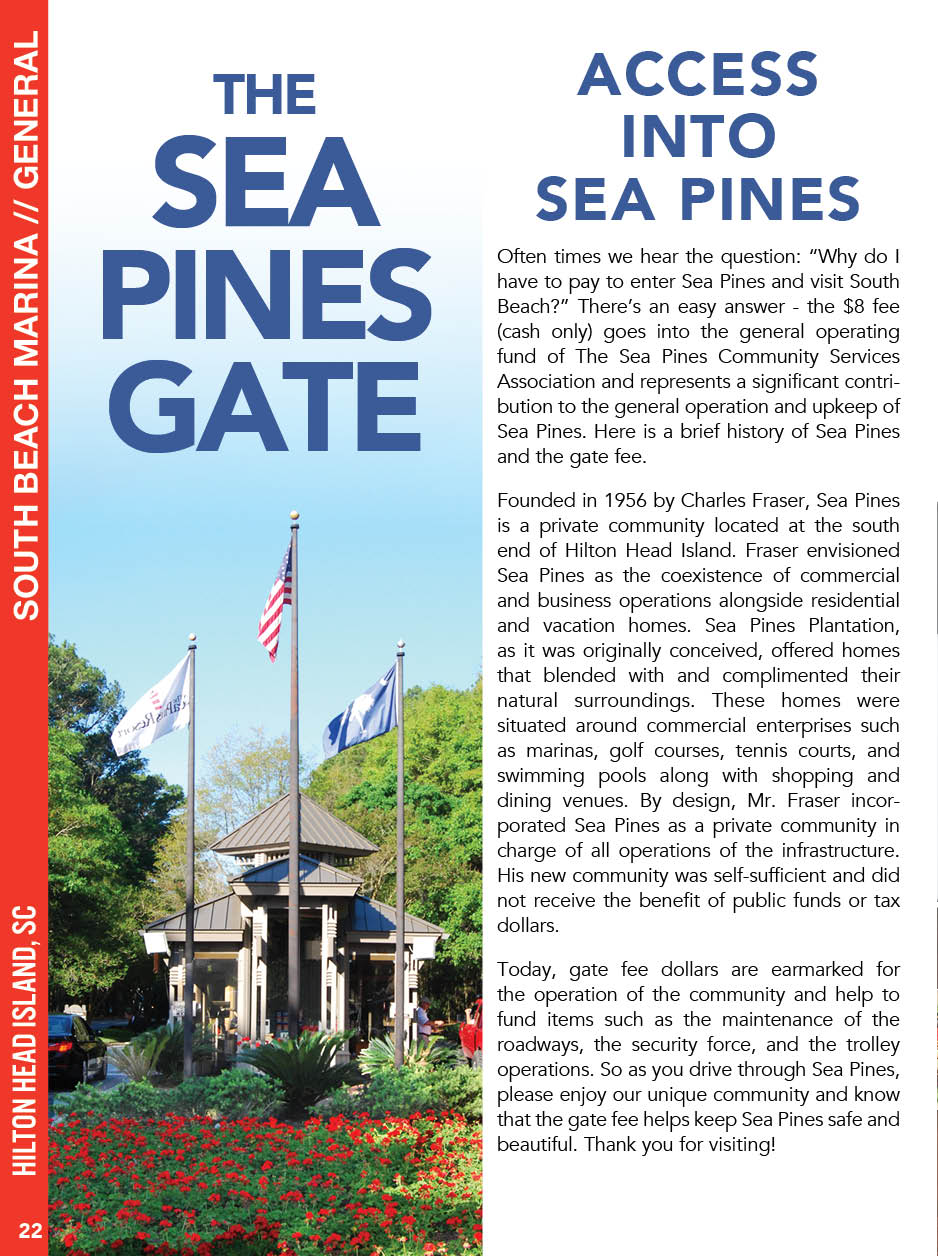 SOUTH BEACH MARINA // GENERAL
HILTON HEAD ISLAND, SC
22
THE
SEA
PINES
GATE
ACCESS
INTO
SEA PINES
Often times we hear the question: “Why do I
have to pay to enter Sea Pines and visit South
Beach?” There’s an easy answer - the $8 fee
(cash only) goes into the general operating
fund of The Sea Pines Community Services
Association and represents a significant contri-
bution to the general operation and upkeep of
Sea Pines. Here is a brief history of Sea Pines
and the gate fee.
Founded in 1956 by Charles Fraser, Sea Pines
is a private community located at the south
end of Hilton Head Island. Fraser envisioned
Sea Pines as the coexistence of commercial
and business operations alongside residential
and vacation homes. Sea Pines Plantation,
as it was originally conceived, offered homes
that blended with and complimented their
natural surroundings. These homes were
situated around commercial enterprises such
as marinas, golf courses, tennis courts, and
swimming pools along with shopping and
dining venues. By design, Mr. Fraser incor-
porated Sea Pines as a private community in
charge of all operations of the infrastructure.
His new community was self-sufficient and did
not receive the benefit of public funds or tax
dollars.
Today, gate fee dollars are earmarked for
the operation of the community and help to
fund items such as the maintenance of the
roadways, the security force, and the trolley
operations. So as you drive through Sea Pines,
please enjoy our unique community and know
that the gate fee helps keep Sea Pines safe and
beautiful. Thank you for visiting!